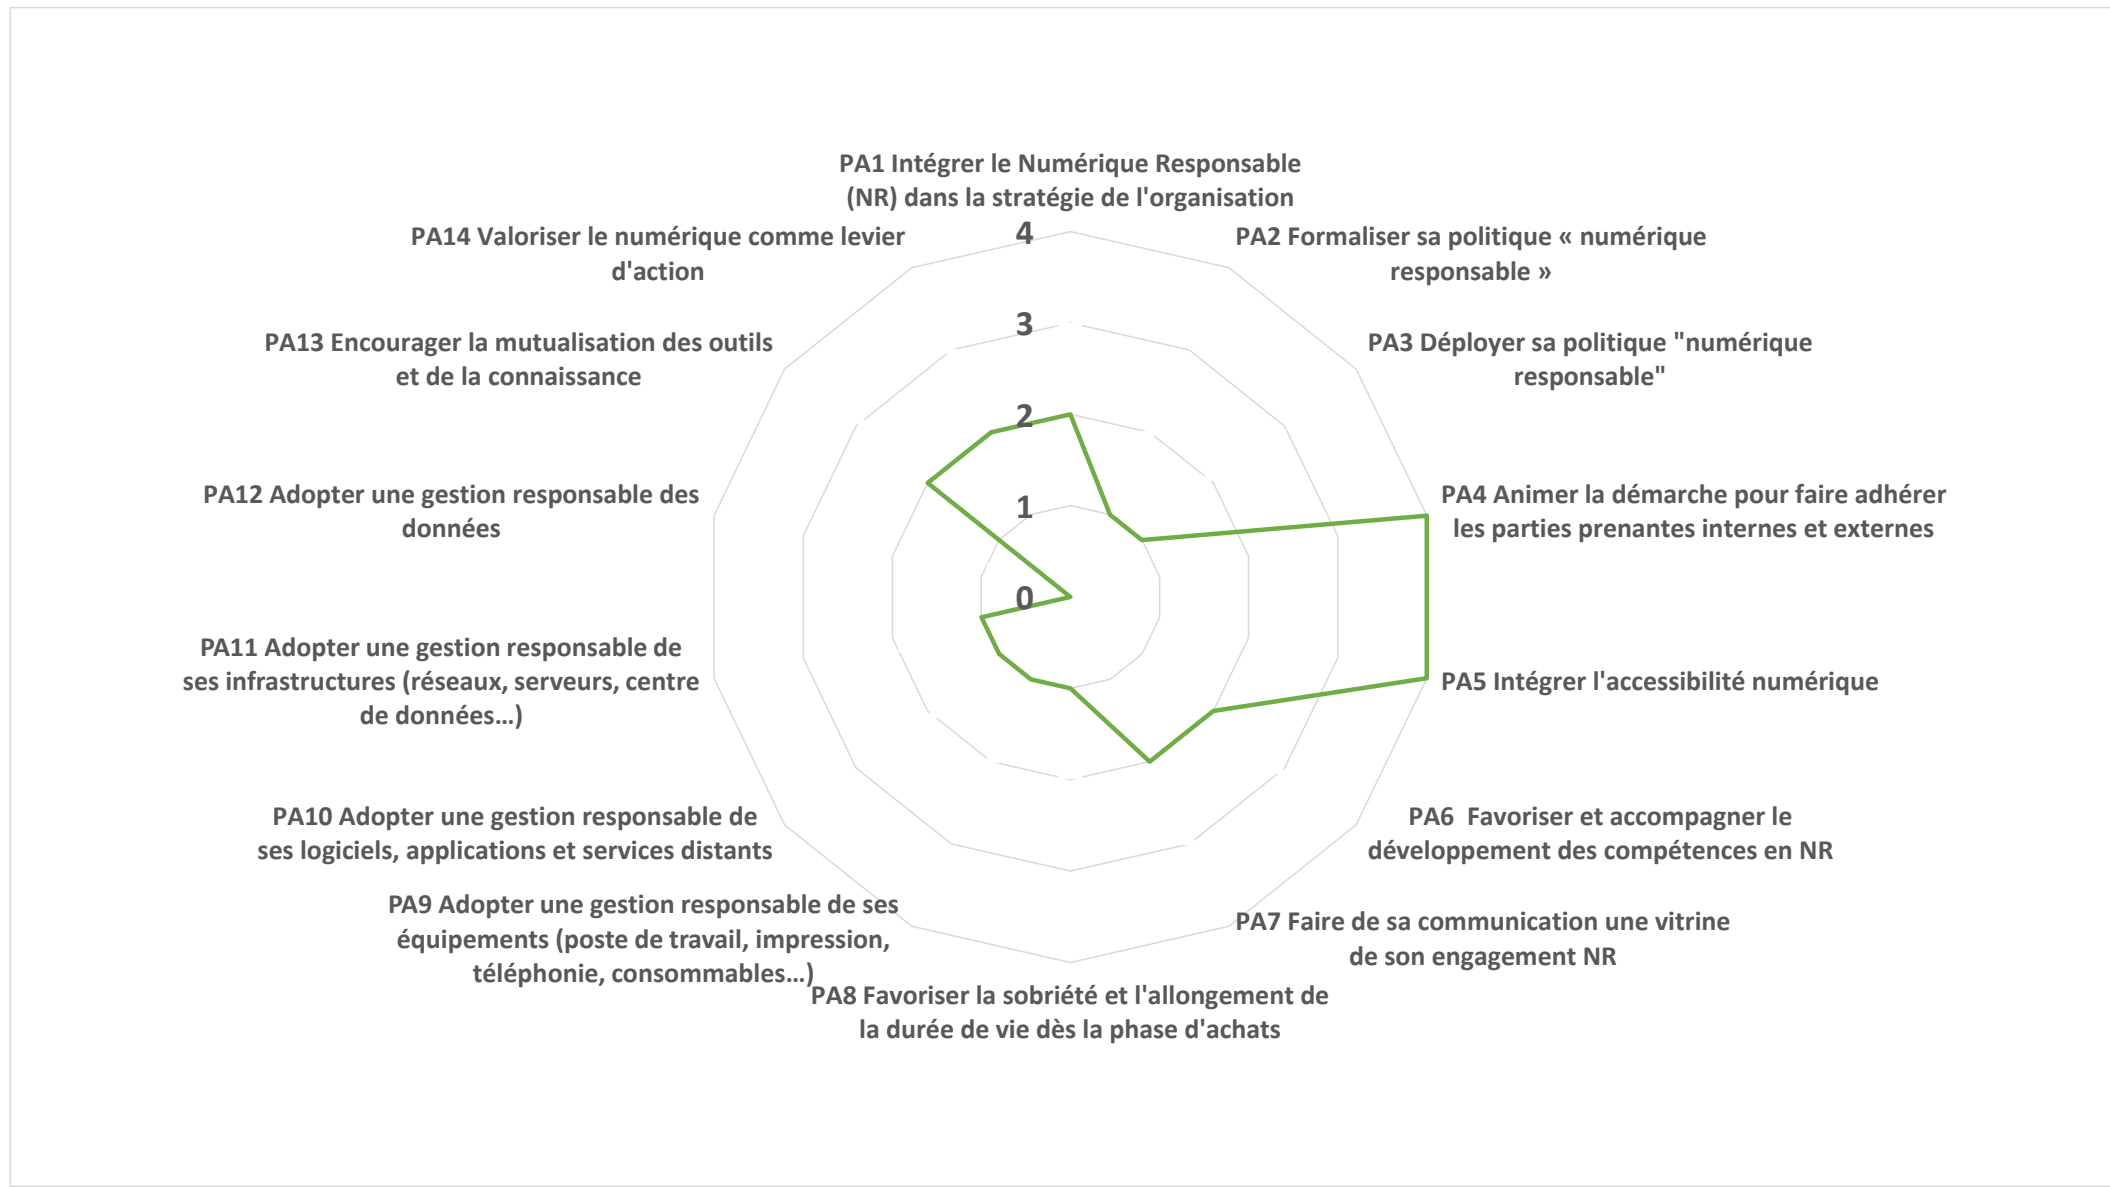 PA1 Intégrer le Numérique Responsable
(NR) dans la stratégie de l'organisation
PA2 Formaliser sa politique « numérique
responsable »
PA3 Déployer sa politique "numérique
responsable"
PA4 Animer la démarche pour faire adhérer
les parties prenantes internes et externes
PA5 Intégrer l'accessibilité numérique
PA6  Favoriser et accompagner le
développement des compétences en NR
PA7 Faire de sa communication une vitrine
de son engagement NR
PA8 Favoriser la sobriété et l'allongement de
la durée de vie dès la phase d'achats
PA9 Adopter une gestion responsable de ses
équipements (poste de travail, impression,
téléphonie, consommables…)
PA10 Adopter une gestion responsable de
ses logiciels, applications et services distants
PA11 Adopter une gestion responsable de
ses infrastructures (réseaux, serveurs, centre
de données…)
PA12 Adopter une gestion responsable des
données
PA13 Encourager la mutualisation des outils
et de la connaissance
PA14 Valoriser le numérique comme levier
d'action
4
3
2
1
0